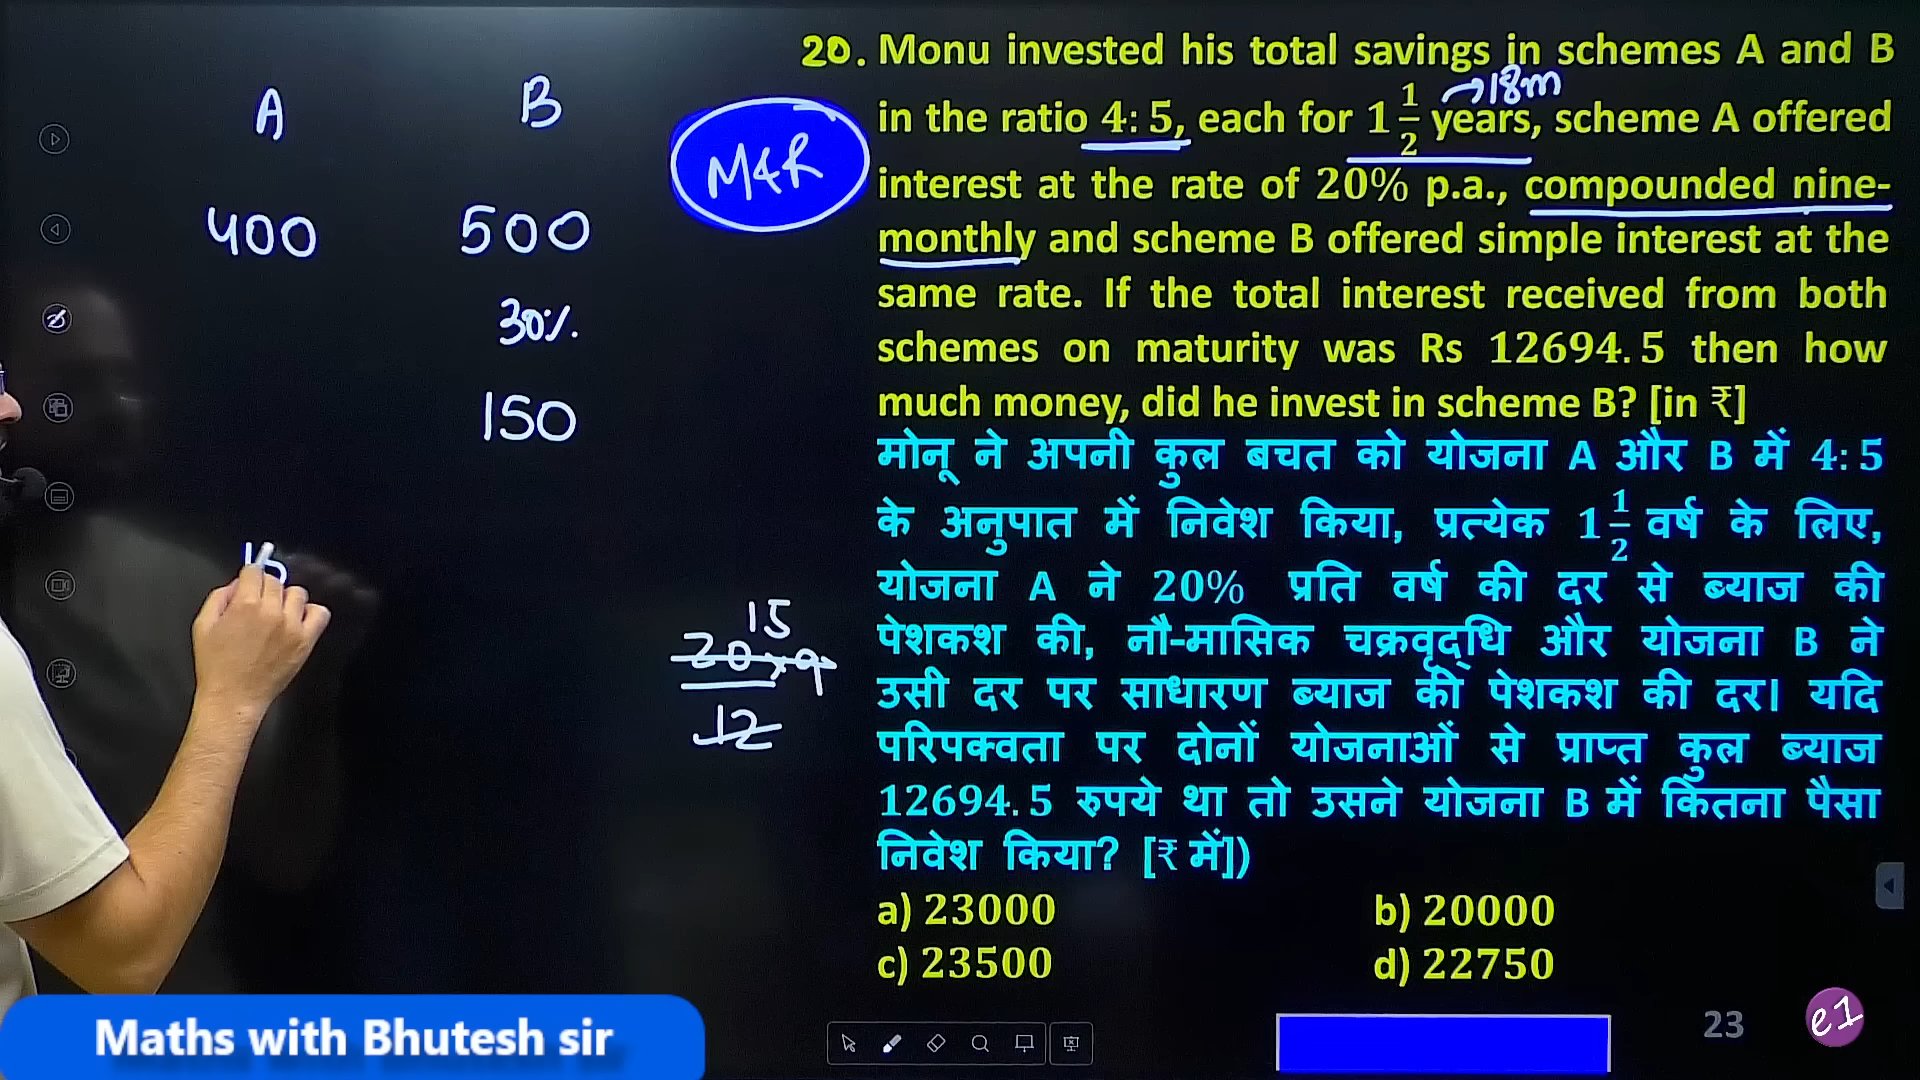 A
B
400
500
30%
150
M&R
15
20×9
12
18m
20. Monu invested his total savings in schemes A and B
in the ratio 4:5, each for 1 1/2 years, scheme A offered
interest at the rate of 20% p.a., compounded nine-
monthly and scheme B offered simple interest at the
same rate. If the total interest received from both
schemes on maturity was Rs 12694.5 then how
much money, did he invest in scheme B? [in ₹]
मोनू ने अपनी कुल बचत को योजना A और B में 4:5
के अनुपात में निवेश किया, प्रत्येक 1 1/2 वर्ष के लिए,
योजना A ने 20% प्रति वर्ष की दर से ब्याज की
पेशकश की, नौ-मासिक चक्रवृद्धि और योजना B ने
उसी दर पर साधारण ब्याज की पेशकश की दर। यदि
परिपक्वता पर दोनों योजनाओं से प्राप्त कुल ब्याज
12694.5 रुपये था तो उसने योजना B में कितना पैसा
निवेश किया? [₹ में])
a) 23000
b) 20000
c) 23500
d) 22750
23
e1
Maths with Bhutesh sir